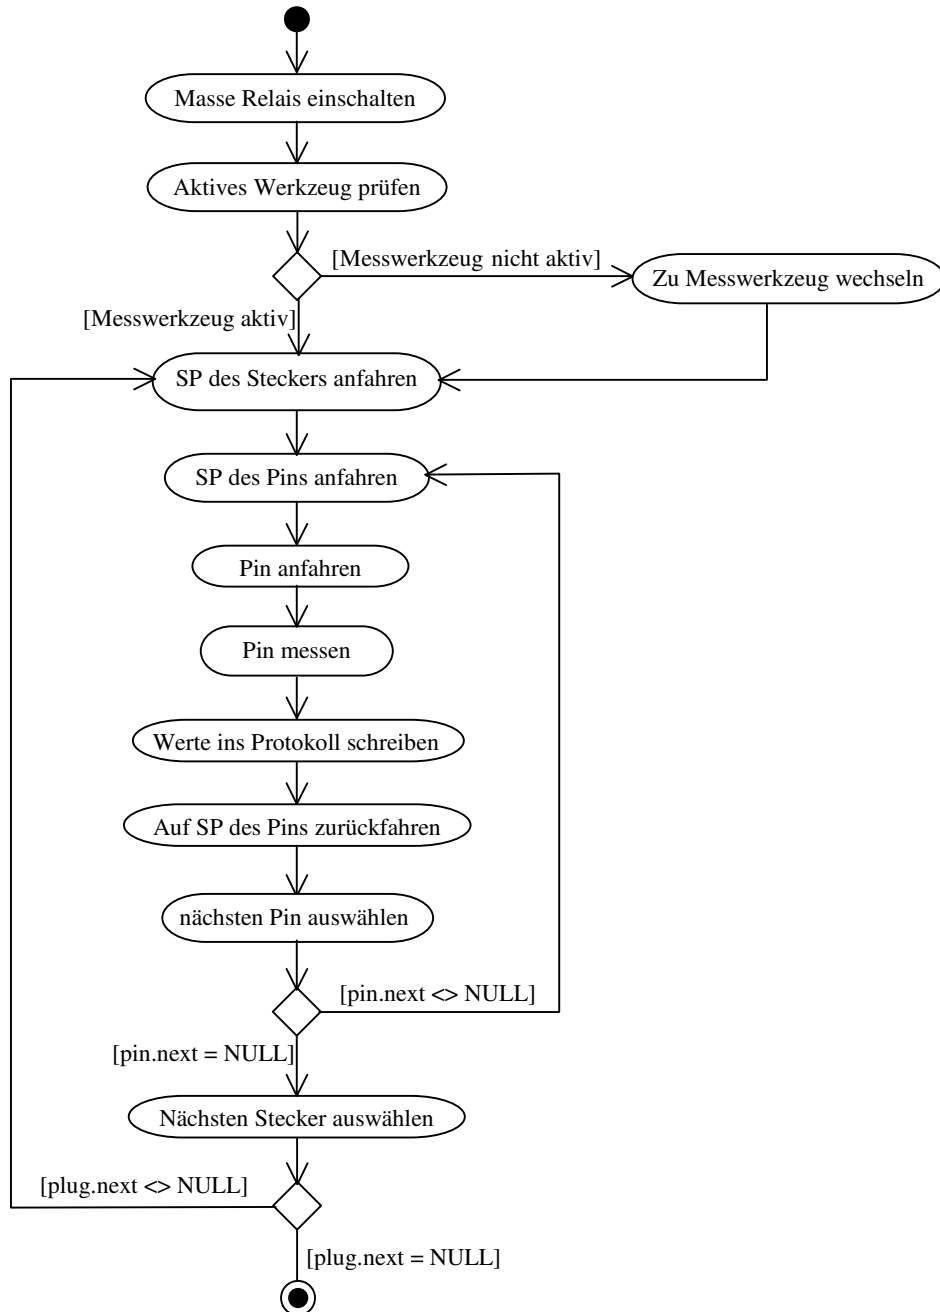 Masse Relais einschalten
Aktives Werkzeug prüfen
[Messwerkzeug nicht aktiv]
Zu Messwerkzeug wechseln
[Messwerkzeug aktiv]
SP des Steckers anfahren
SP des Pins anfahren
Pin anfahren
Pin messen
Werte ins Protokoll schreiben
Auf SP des Pins zurückfahren
nächsten Pin auswählen
[pin.next <> NULL]
[pin.next = NULL]
Nächsten Stecker auswählen
[plug.next <> NULL]
[plug.next = NULL]